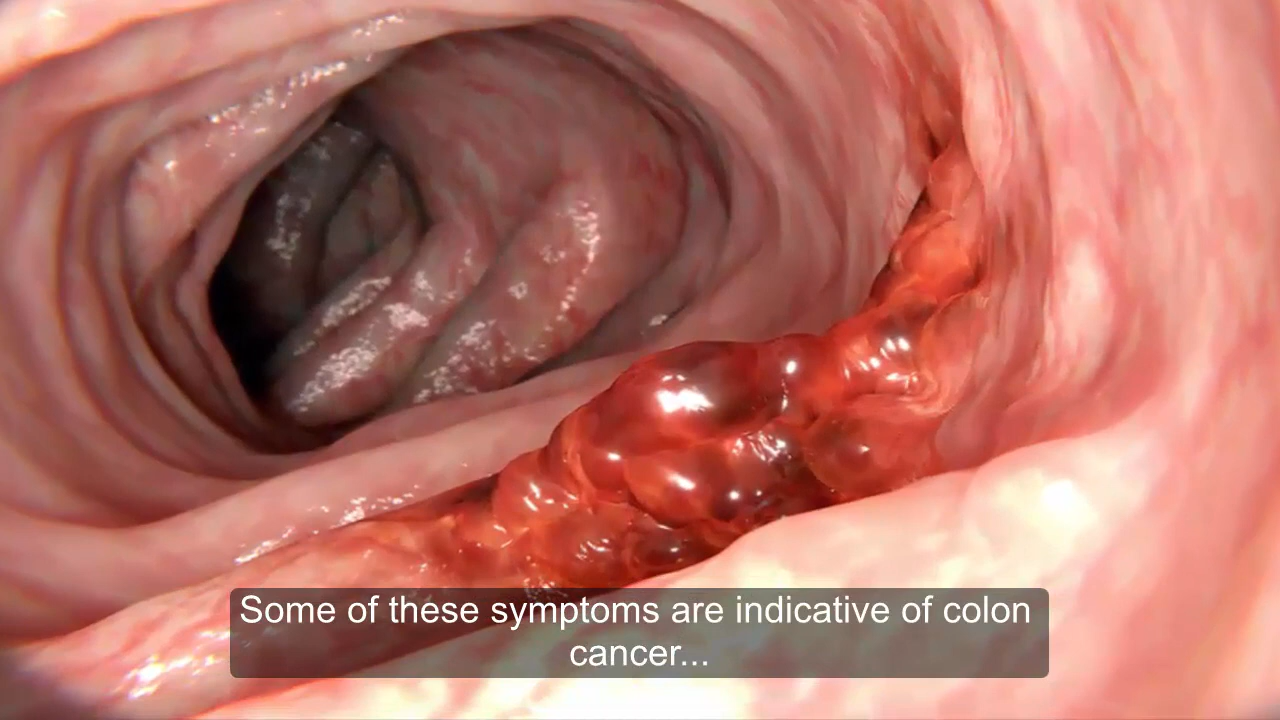 Some of these symptoms are indicative of colon
cancer...